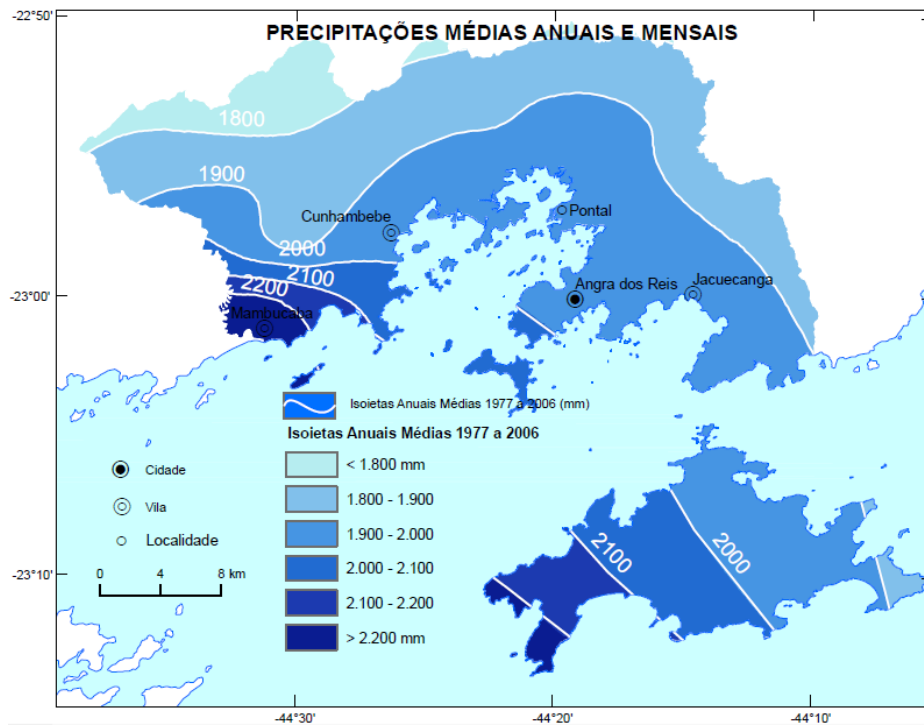 PRECIPITAÇÕES MÉDIAS ANUAIS E MENSAIS
-22°50'
1800
1900
Cunhambebe
Pontal
2000
2100
2200
Angra dos Reis
Jacuecanga
-23°00'
Mambucaba
Isoietas Anuais Médias 1977 a 2006 (mm)
Isoietas Anuais Médias 1977 a 2006
< 1.800 mm
1.800 - 1.900
1.900 - 2.000
2.000 - 2.100
2.100 - 2.200
> 2.200 mm
Cidade
Vila
Localidade
0 4 8 km
2100
2000
-23°10'
-44°30'
-44°20'
-44°10'